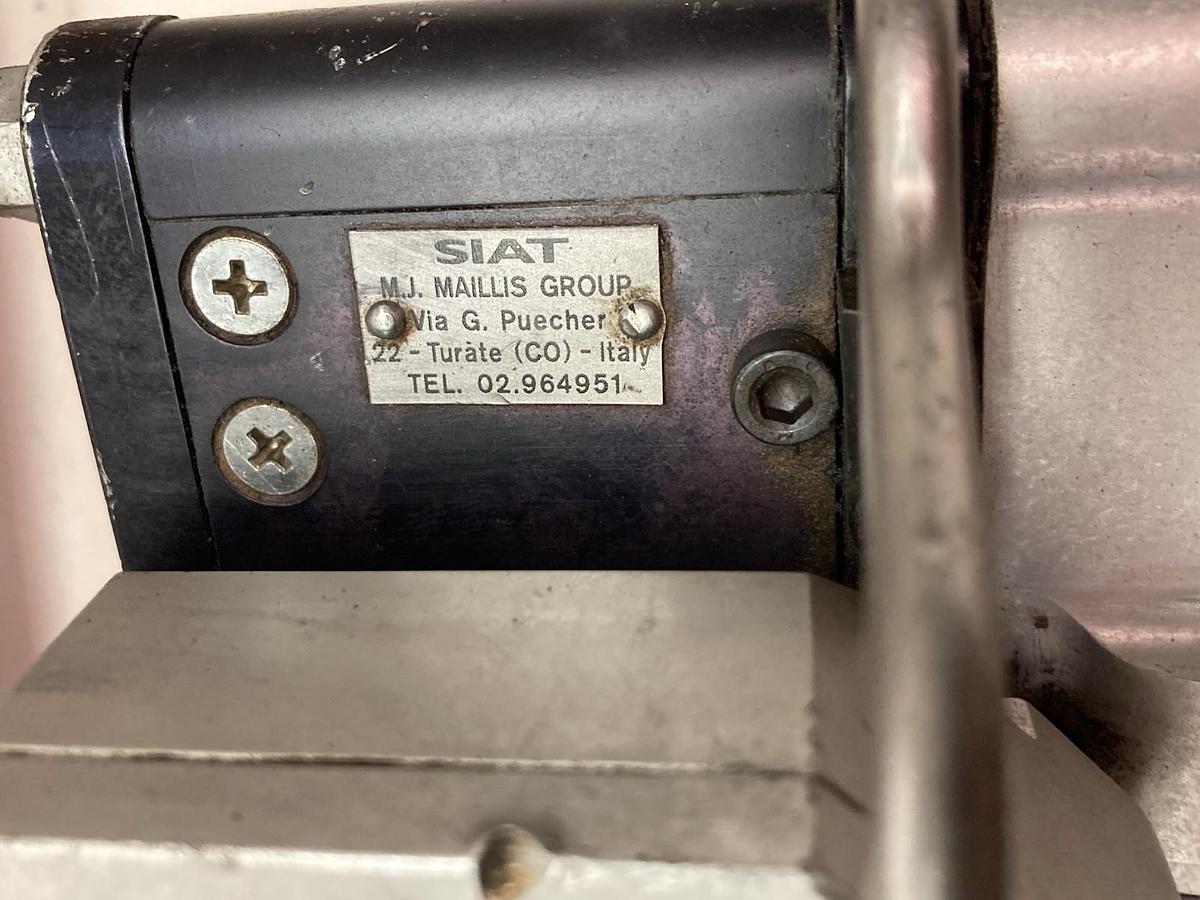 SIAT
M.J. MAILLIS GROUP
Via G. Puecher
22 - Turate (CO) - Italy
TEL. 02.964951